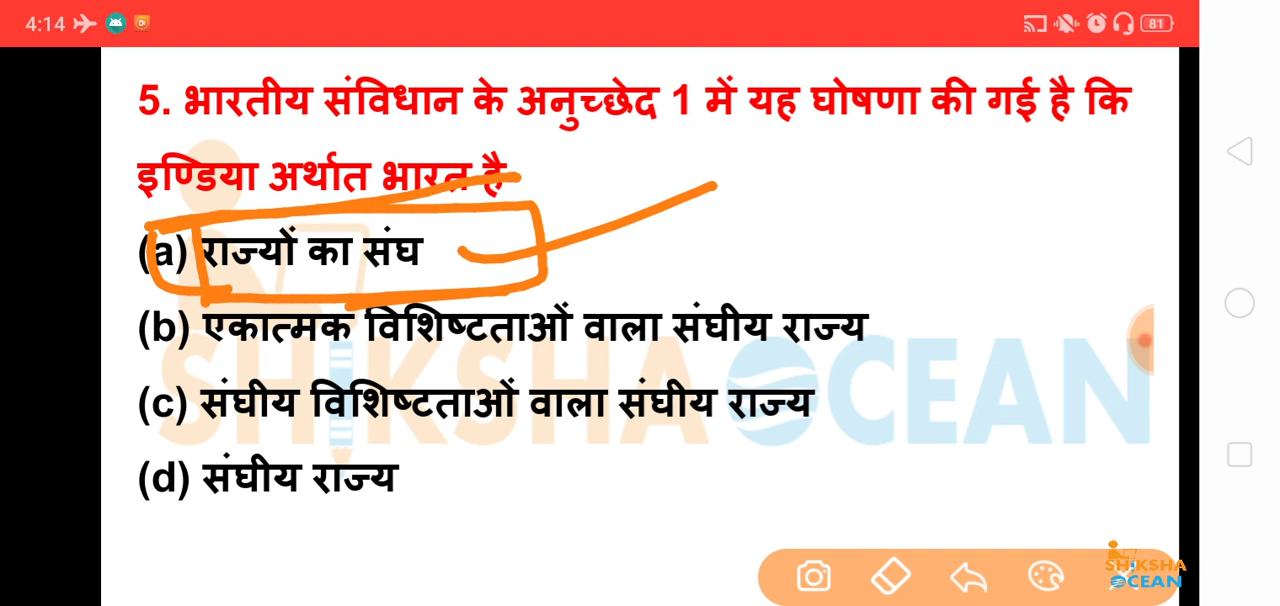 4:14
81
5. भारतीय संविधान के अनुच्छेद 1 में यह घोषणा की गई है कि
इण्डिया अर्थात भारत है
(a) राज्यों का संघ
(b) एकात्मक विशिष्टताओं वाला संघीय राज्य
(c) संघीय विशिष्टताओं वाला संघीय राज्य
(d) संघीय राज्य
SHIKSHA OCEAN
SHIKSHA
OCEAN